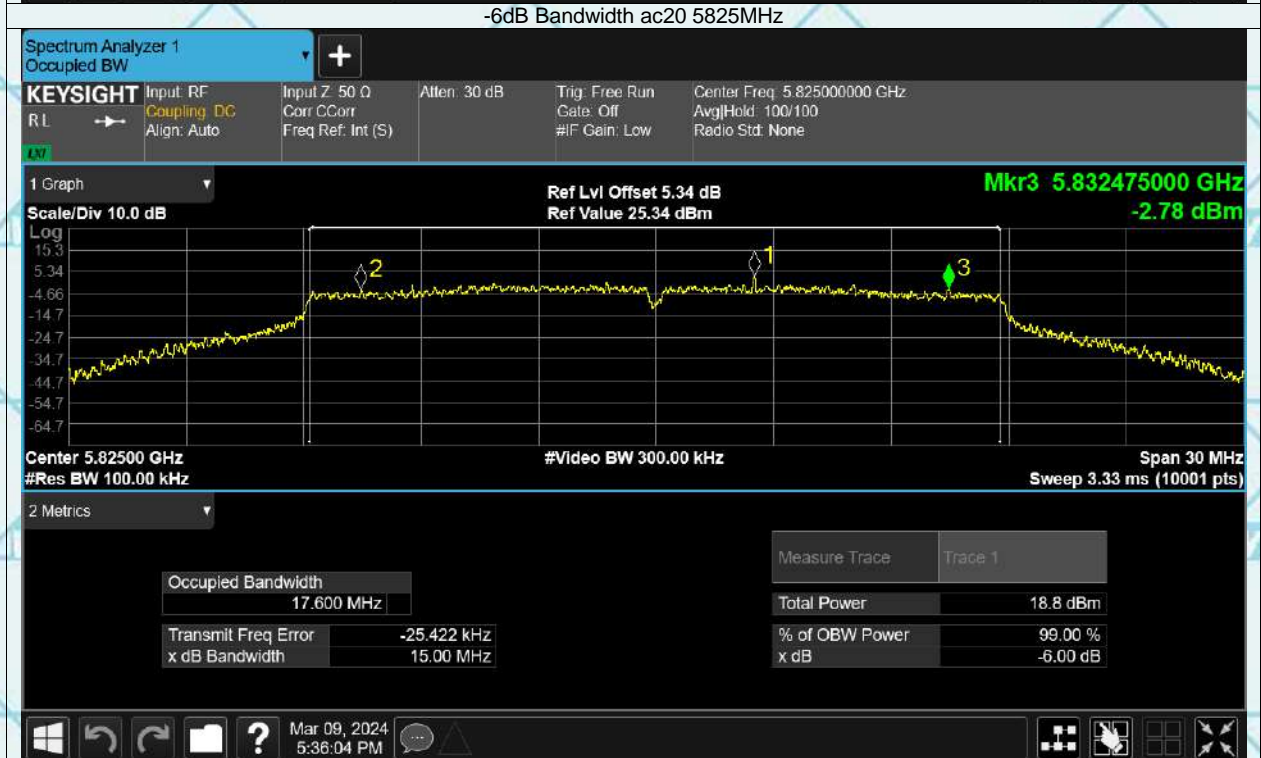 -6dB Bandwidth ac20 5825MHz
Spectrum Analyzer 1
Occupied BW
+
KEYSIGHT
R L
LXI
Input: RF
Coupling: DC
Align: Auto
Input Z: 50 Ω
Corr CCorr
Freq Ref: Int (S)
Atten: 30 dB
Trig: Free Run
Gate: Off
#IF Gain: Low
Center Freq: 5.825000000 GHz
Avg|Hold: 100/100
Radio Std: None
1 Graph
Scale/Div 10.0 dB
Ref Lvl Offset 5.34 dB
Ref Value 25.34 dBm
Mkr3 5.832475000 GHz
-2.78 dBm
Log
15.3
5.34
-4.66
-14.7
-24.7
-34.7
-44.7
-54.7
-64.7
2
1
3
Center 5.82500 GHz
#Res BW 100.00 kHz
#Video BW 300.00 kHz
Span 30 MHz
Sweep 3.33 ms (10001 pts)
2 Metrics
Measure Trace Trace 1
Occupied Bandwidth
17.600 MHz
Total Power 18.8 dBm
Transmit Freq Error -25.422 kHz
% of OBW Power 99.00 %
x dB Bandwidth 15.00 MHz
x dB -6.00 dB
?
Mar 09, 2024
5:36:04 PM